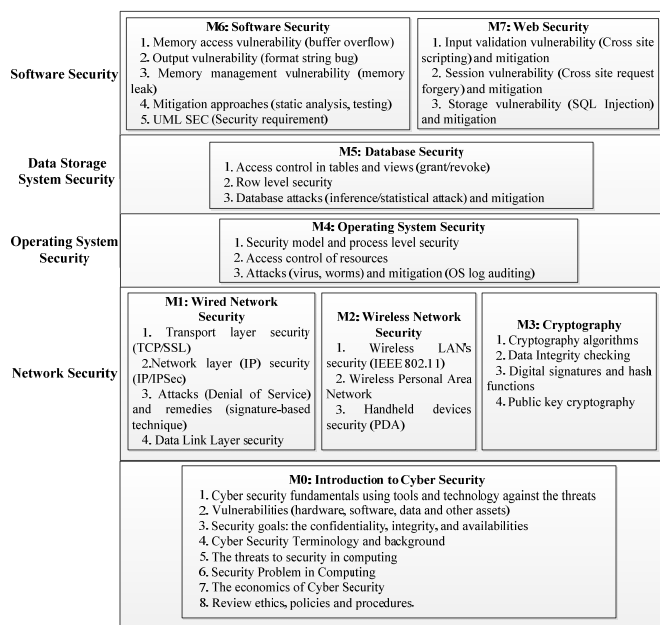 Software Security
M6: Software Security
1. Memory access vulnerability (buffer overflow)
2. Output vulnerability (format string bug)
3. Memory management vulnerability (memory
leak)
4. Mitigation approaches (static analysis, testing)
5. UML SEC (Security requirement)
M7: Web Security
1. Input validation vulnerability (Cross site
scripting) and mitigation
2. Session vulnerability (Cross site request
forgery) and mitigation
3. Storage vulnerability (SQL Injection)
and mitigation
Data Storage
System Security
M5: Database Security
1. Access control in tables and views (grant/revoke)
2. Row level security
3. Database attacks (inference/statistical attack) and mitigation
Operating System
Security
M4: Operating System Security
1. Security model and process level security
2. Access control of resources
3. Attacks (virus, worms) and mitigation (OS log auditing)
Network Security
M1: Wired Network
Security
1. Transport layer security
(TCP/SSL)
2.Network layer (IP) security
(IP/IPSec)
3. Attacks (Denial of Service)
and remedies (signature-based
technique)
4. Data Link Layer security
M2: Wireless Network
Security
1. Wireless LAN's
security (IEEE 802.11)
2. Wireless Personal Area
Network
3. Handheld devices
security (PDA)
M3: Cryptography
1. Cryptography algorithms
2. Data Integrity checking
3. Digital signatures and hash
functions
4. Public key cryptography
M0: Introduction to Cyber Security
1. Cyber security fundamentals using tools and technology against the threats
2. Vulnerabilities (hardware, software, data and other assets)
3. Security goals: the confidentiality, integrity, and availabilities
4. Cyber Security Terminology and background
5. The threats to security in computing
6. Security Problem in Computing
7. The economics of Cyber Security
8. Review ethics, policies and procedures.